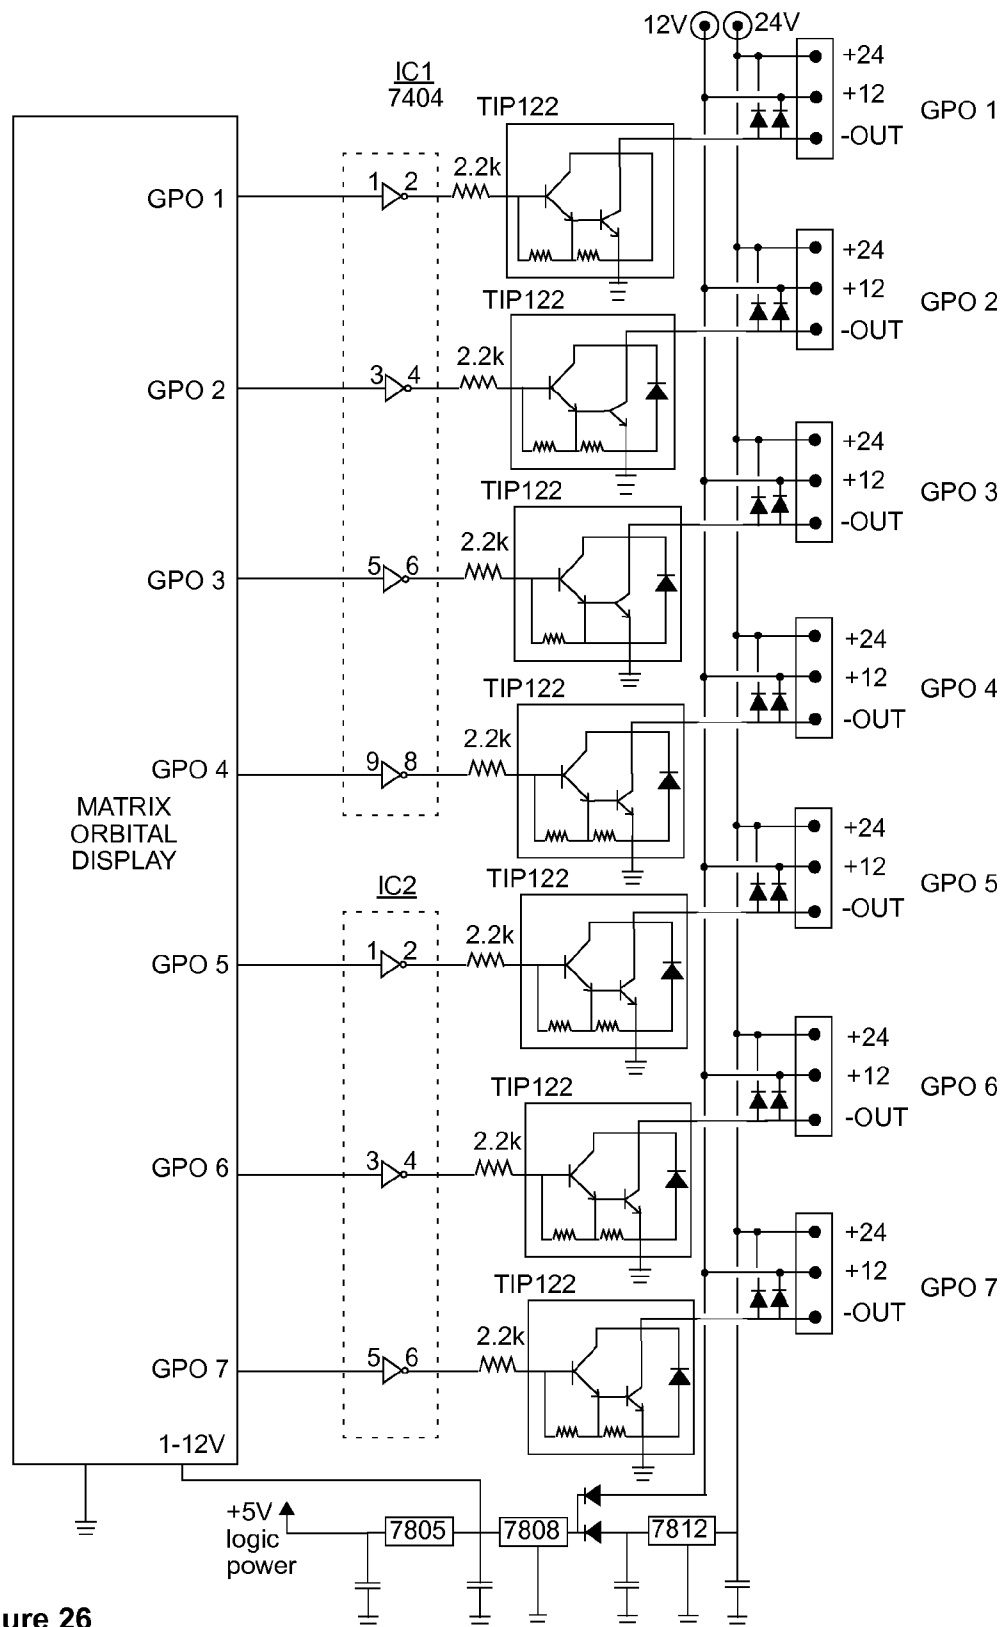 12V
24V
+24
+12
-OUT
GPO 1
IC1
7404
TIP122
2.2k
GPO 1
1
2
+24
+12
-OUT
GPO 2
TIP122
2.2k
GPO 2
3
4
+24
+12
-OUT
GPO 3
TIP122
2.2k
GPO 3
5
6
+24
+12
-OUT
GPO 4
TIP122
2.2k
GPO 4
9
8
MATRIX
ORBITAL
DISPLAY
+24
+12
-OUT
GPO 5
IC2
TIP122
2.2k
GPO 5
1
2
+24
+12
-OUT
GPO 6
TIP122
2.2k
GPO 6
3
4
+24
+12
-OUT
GPO 7
TIP122
2.2k
GPO 7
5
6
1-12V
+5V
logic
power
7805
7808
7812
ure 26